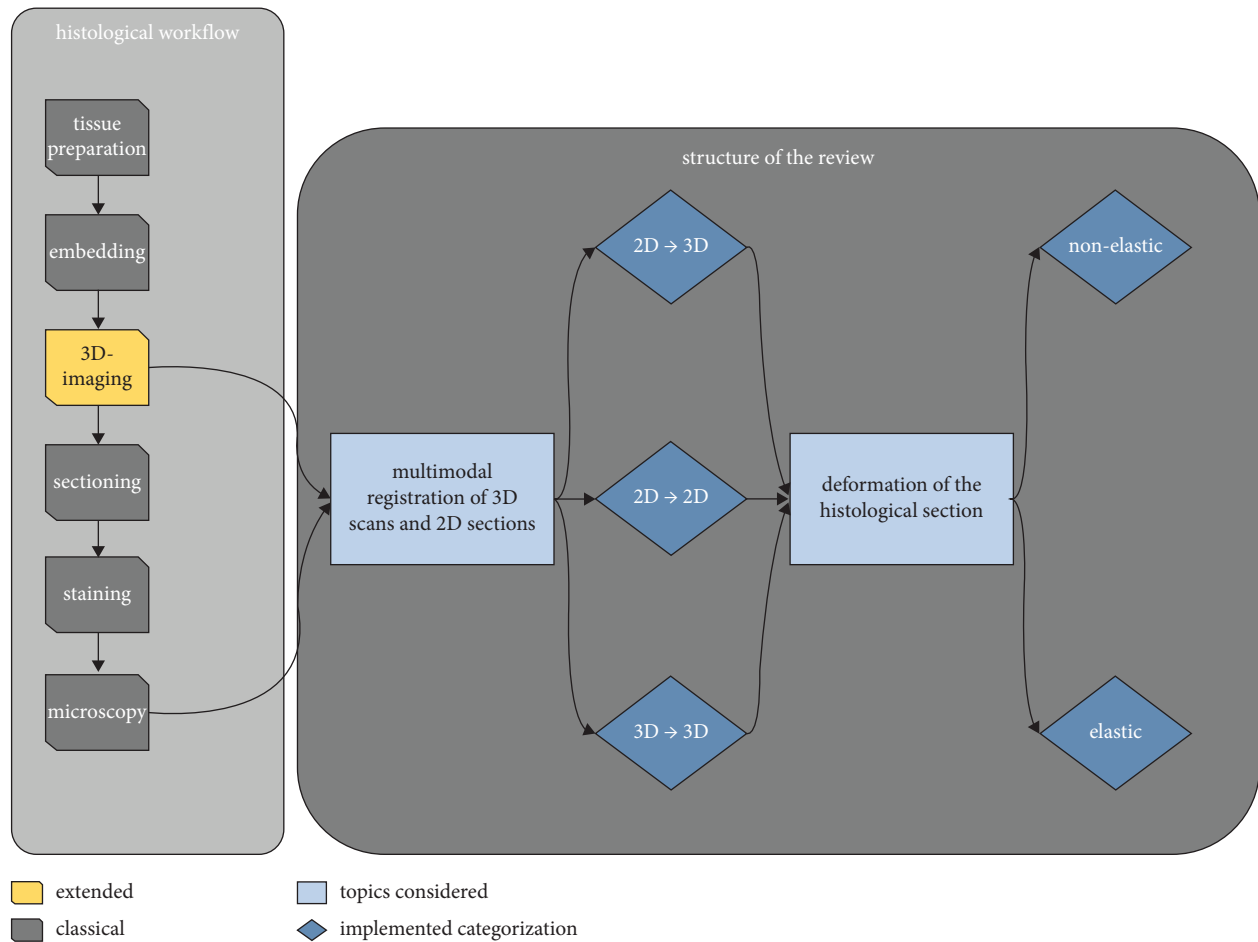 histological workflow
tissue
preparation
embedding
3D-
imaging
sectioning
staining
microscopy
structure of the review
multimodal
registration of 3D
scans and 2D sections
2D → 3D
2D → 2D
3D → 3D
deformation of the
histological section
non-elastic
elastic
extended
classical
topics considered
implemented categorization